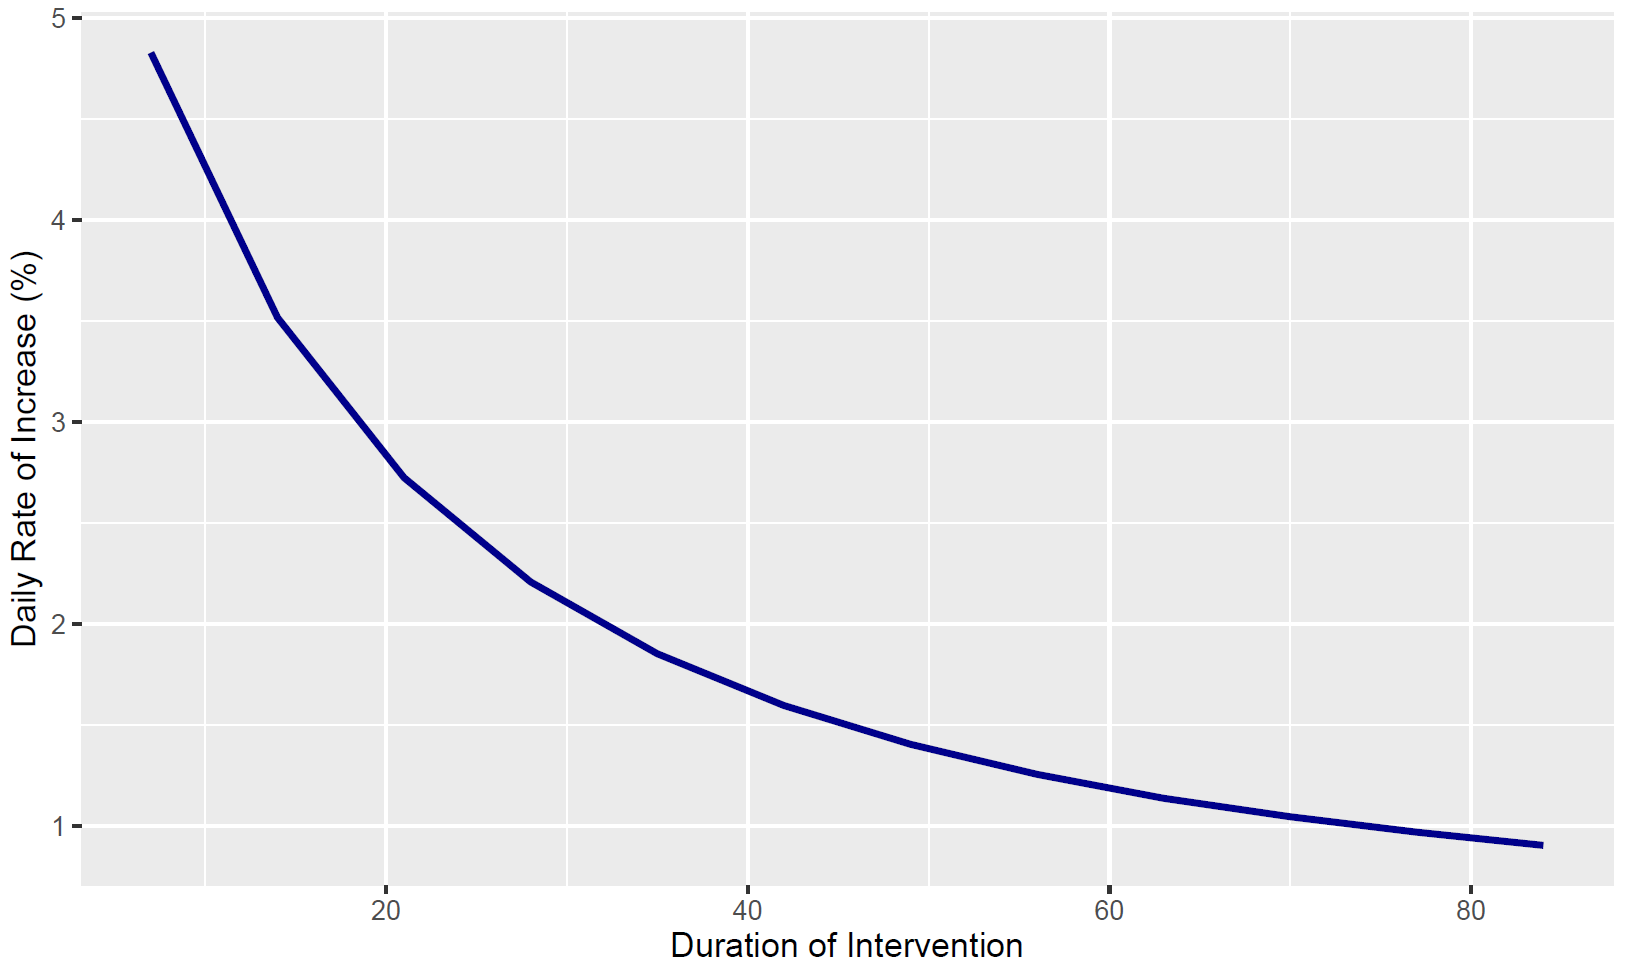 5
4
3
2
1
Daily Rate of Increase (%)
20 40 60 80
Duration of Intervention